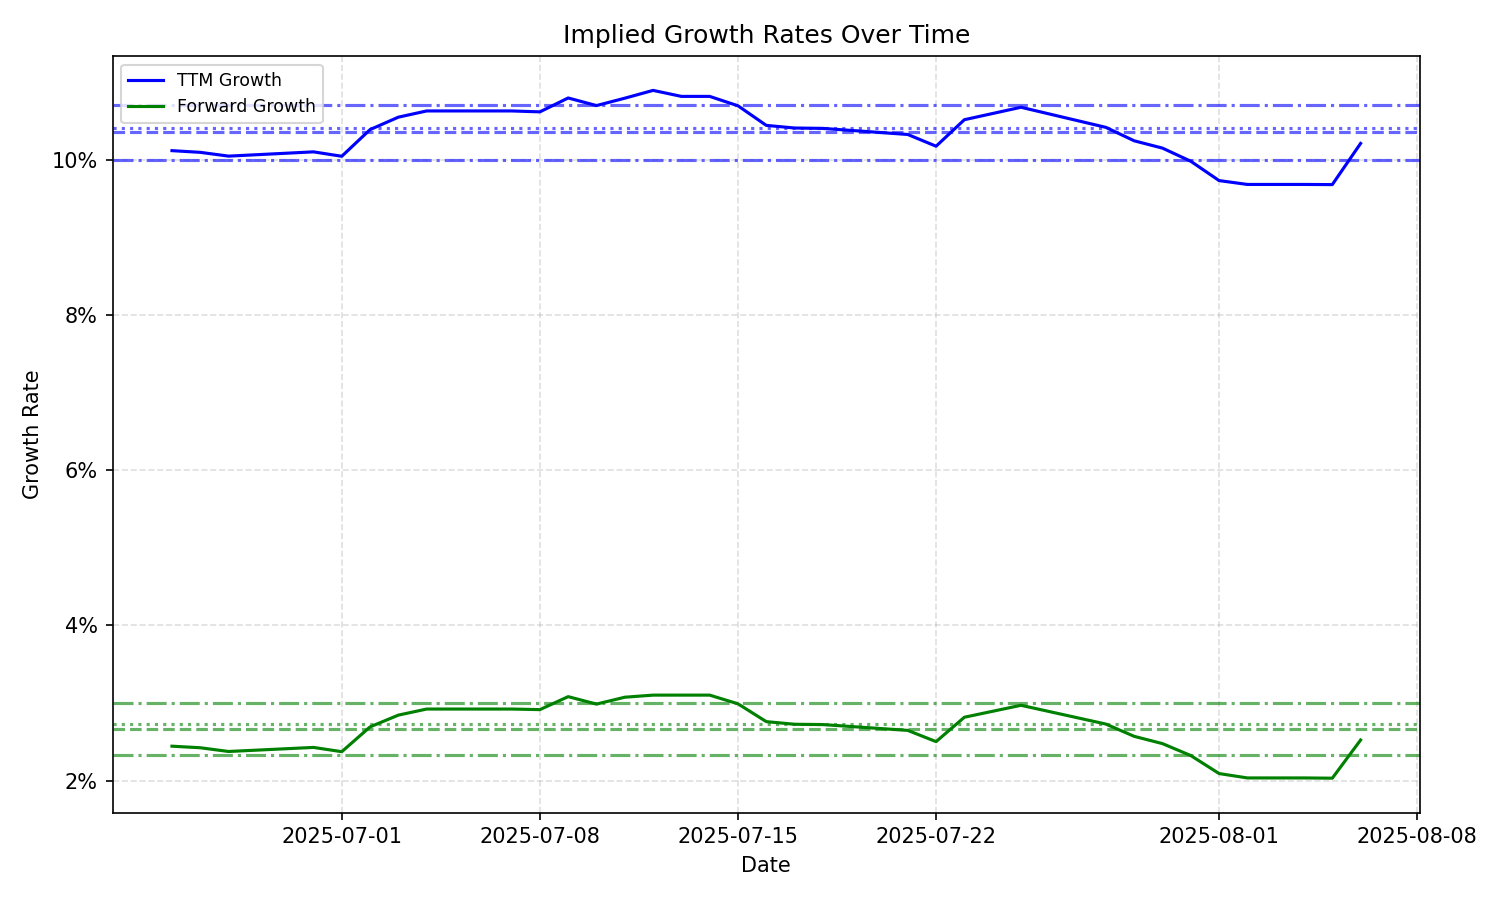 Implied Growth Rates Over Time
TTM Growth
Forward Growth
10%
8%
6%
4%
2%
Growth Rate
2025-07-01
2025-07-08
2025-07-15
2025-07-22
2025-08-01
2025-08-08
Date